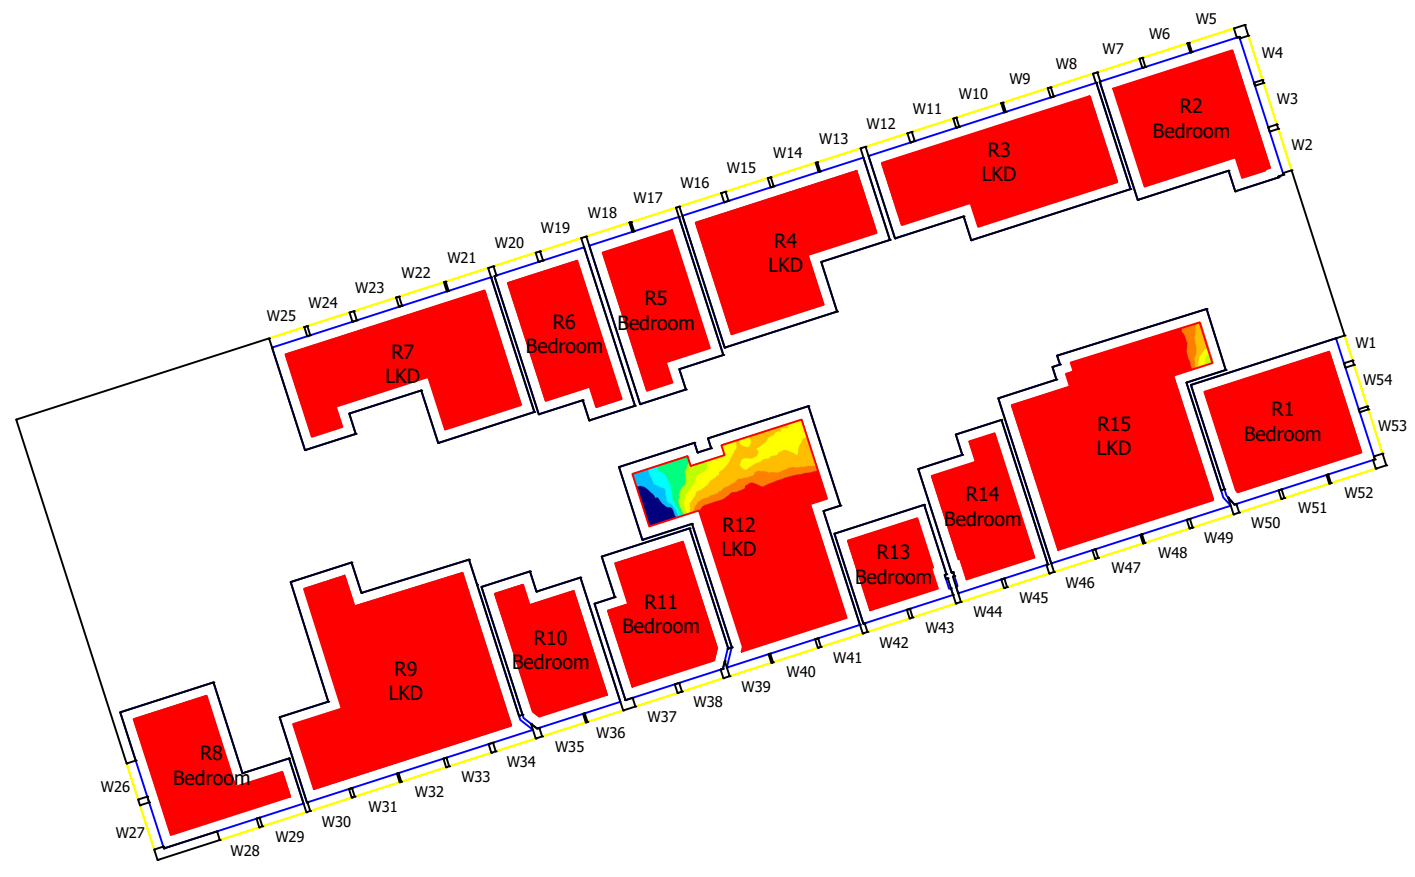 W5
W6
W7
W4
W8
W9
W3
W10
W11
W2
W12
W13
W14
W15
W16
W17
W18
W19
W20
W21
W22
W23
W24
W25
R2
Bedroom
R3
LKD
R4
LKD
R5
Bedroom
R6
Bedroom
R7
LKD
W1
W54
W53
W52
W51
W50
W49
W48
W47
W46
W45
W44
W43
W42
W41
W40
W39
W38
W37
W36
W35
W34
W33
W32
W31
W30
W29
W28
W27
W26
R1
Bedroom
R15
LKD
R14
Bedroom
R13
Bedroom
R12
LKD
R11
Bedroom
R10
Bedroom
R9
LKD
R8
Bedroom